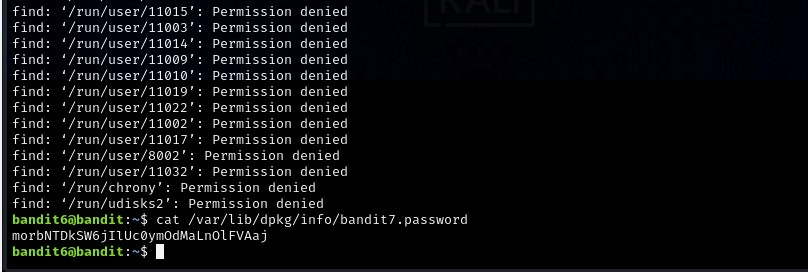 KALI
find: ‘/run/user/11015’: Permission denied
find: ‘/run/user/11003’: Permission denied
find: ‘/run/user/11014’: Permission denied
find: ‘/run/user/11009’: Permission denied
find: ‘/run/user/11010’: Permission denied
find: ‘/run/user/11019’: Permission denied
find: ‘/run/user/11022’: Permission denied
find: ‘/run/user/11002’: Permission denied
find: ‘/run/user/11017’: Permission denied
find: ‘/run/user/8002’: Permission denied
find: ‘/run/user/11032’: Permission denied
find: ‘/run/chrony’: Permission denied
find: ‘/run/udisks2’: Permission denied
bandit6@bandit:~$ cat /var/lib/dpkg/info/bandit7.password
morbNTDkSW6jIlUc0ymOdMaLnOlFVAaj
bandit6@bandit:~$